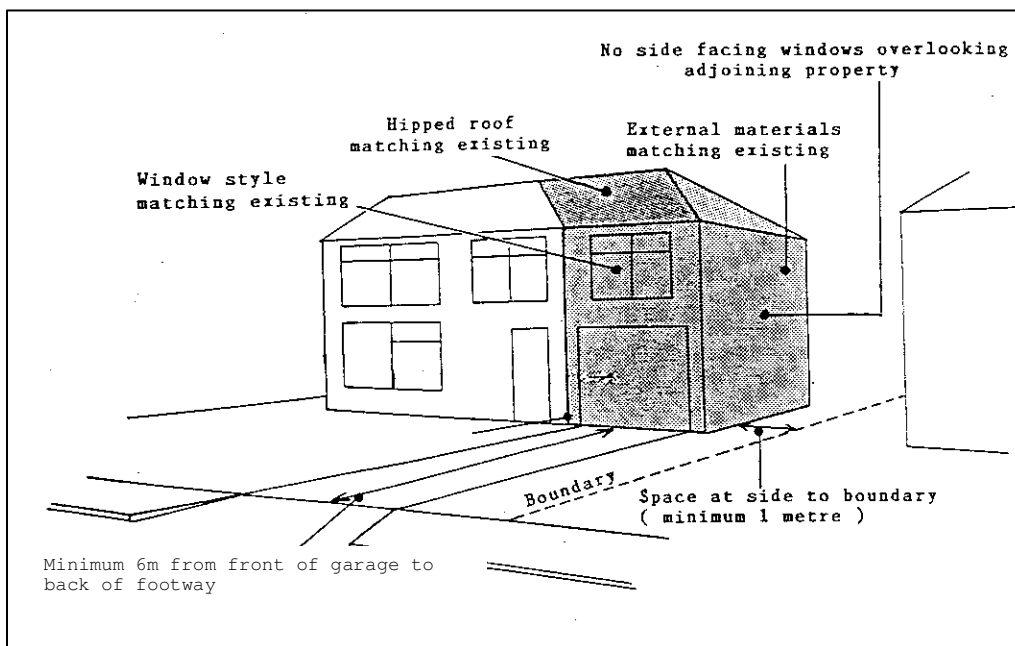 No side facing windows overlooking
adjoining property
Hipped roof
matching existing
External materials
matching existing
Window style
matching existing
Boundary
Space at side to boundary
( minimum 1 metre )
Minimum 6m from front of garage to
back of footway